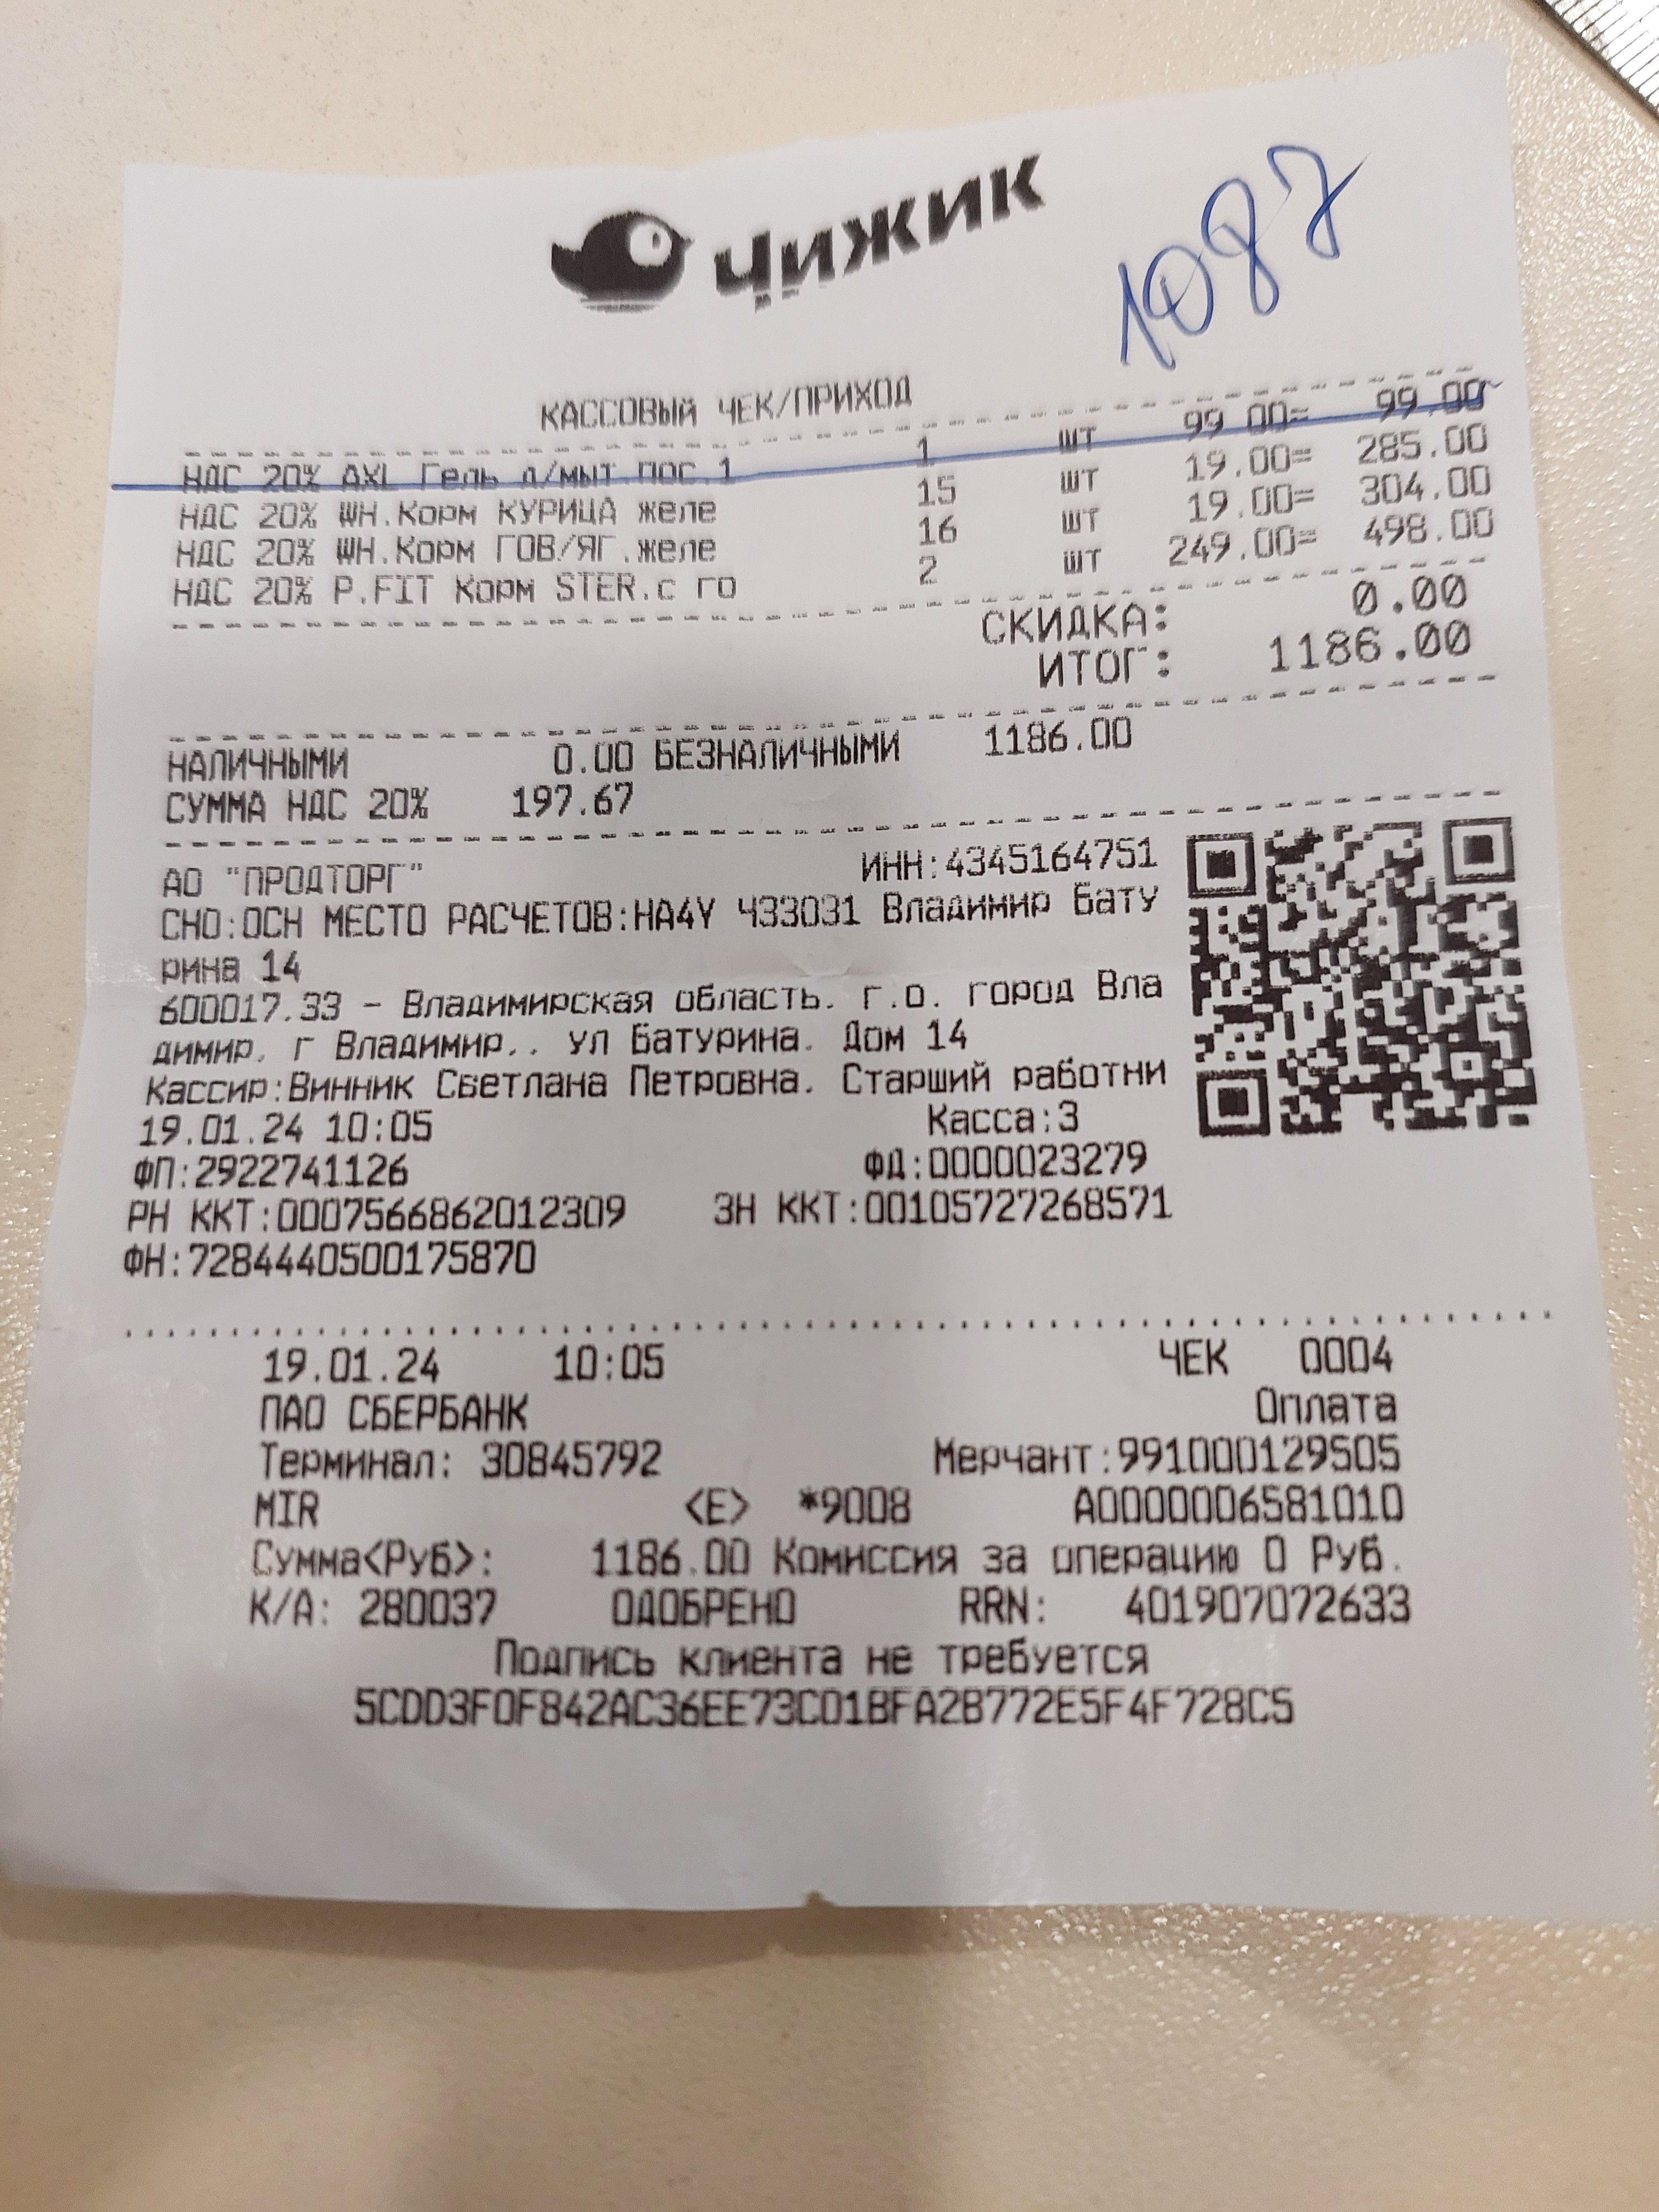 чижик
1087
КАССОВЫЙ ЧЕК/ПРИХОД
НДС 20% AXL Гель д/мыт.пос.1 1 шт 99.00= 99.00
НДС 20% WH.Корм КУРИЦА желе 15 шт 19.00= 285.00
НДС 20% WH.Корм ГОВ/ЯГ.желе 16 шт 19.00= 304.00
НДС 20% P.FIT Корм STER.с го 2 шт 249.00= 498.00
СКИДКА: 0.00
ИТОГ: 1186.00
НАЛИЧНЫМИ 0.00 БЕЗНАЛИЧНЫМИ 1186.00
СУММА НДС 20% 197.67
АО "ПРОДТОРГ" ИНН:4345164751
СНО:ОСН МЕСТО РАСЧЕТОВ:HA4Y Ч33031 Владимир Бату
рина 14
600017.33 - Владимирская область. г.о. город Вла
димир. г Владимир.. ул Батурина. Дом 14
Кассир:Винник Светлана Петровна. Старший работни
19.01.24 10:05 Касса:3
ФП:2922741126 ФД:0000023279
РН ККТ:0007566862012309 ЗН ККТ:00105727268571
ФН:7284440500175870
19.01.24 10:05 ЧЕК 0004
ПАО СБЕРБАНК Оплата
Терминал: 30845792 Мерчант:991000129505
MIR <E> *9008 A0000006581010
Сумма<Руб>: 1186.00 Комиссия за операцию 0 Руб.
К/А: 280037 ОДОБРЕНО RRN: 401907072633
Подпись клиента не требуется
5CDD3F0F842AC36EE73C01BFA2B772E5F4F728C5